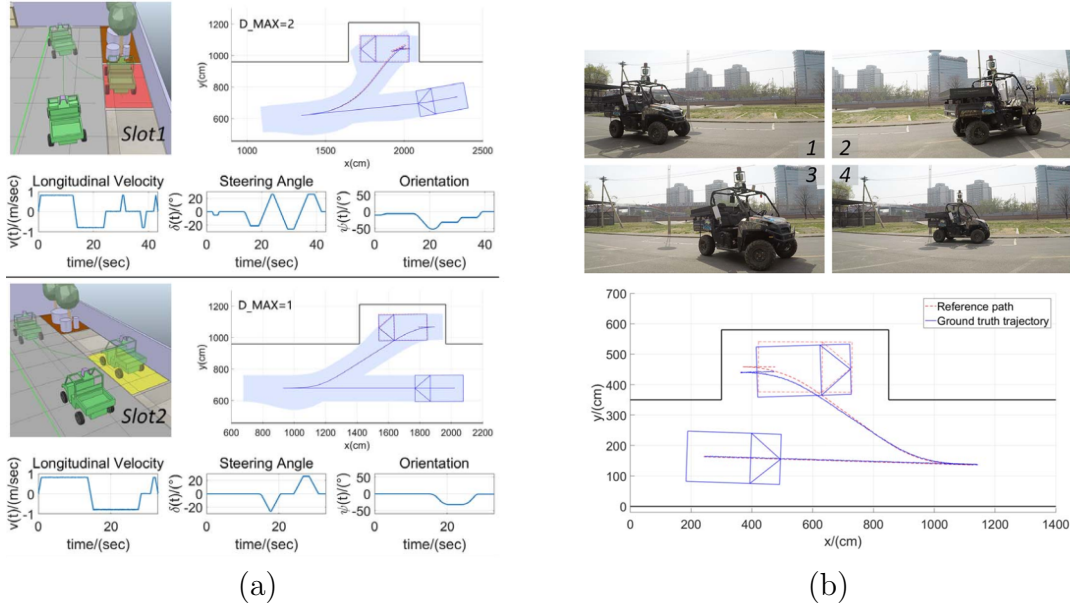 D_MAX=2
Slot1
y(cm)
1200
1000
800
600
1000 1500 2000 2500
x(cm)
Longitudinal Velocity Steering Angle Orientation
v(t)/(m/sec)
1
0
-1
0 20 40
time/(sec)
δ(t)/(°)
20
0
-20
0 20 40
time/(sec)
ψ(t)/(°)
50
0
-50
0 20 40
time/(sec)
D_MAX=1
Slot2
y(cm)
1200
1000
800
600
600 800 1000 1200 1400 1600 1800 2000 2200
x(cm)
Longitudinal Velocity Steering Angle Orientation
v(t)/(m/sec)
1
0
-1
0 20
time/(sec)
δ(t)/(°)
20
0
-20
0 20
time/(sec)
ψ(t)/(°)
50
0
-50
0 20
time/(sec)
(a)
1 2
3 4
Reference path
Ground truth trajectory
y/(cm)
700
600
500
400
300
200
100
0
0 200 400 600 800 1000 1200 1400
x/(cm)
(b)